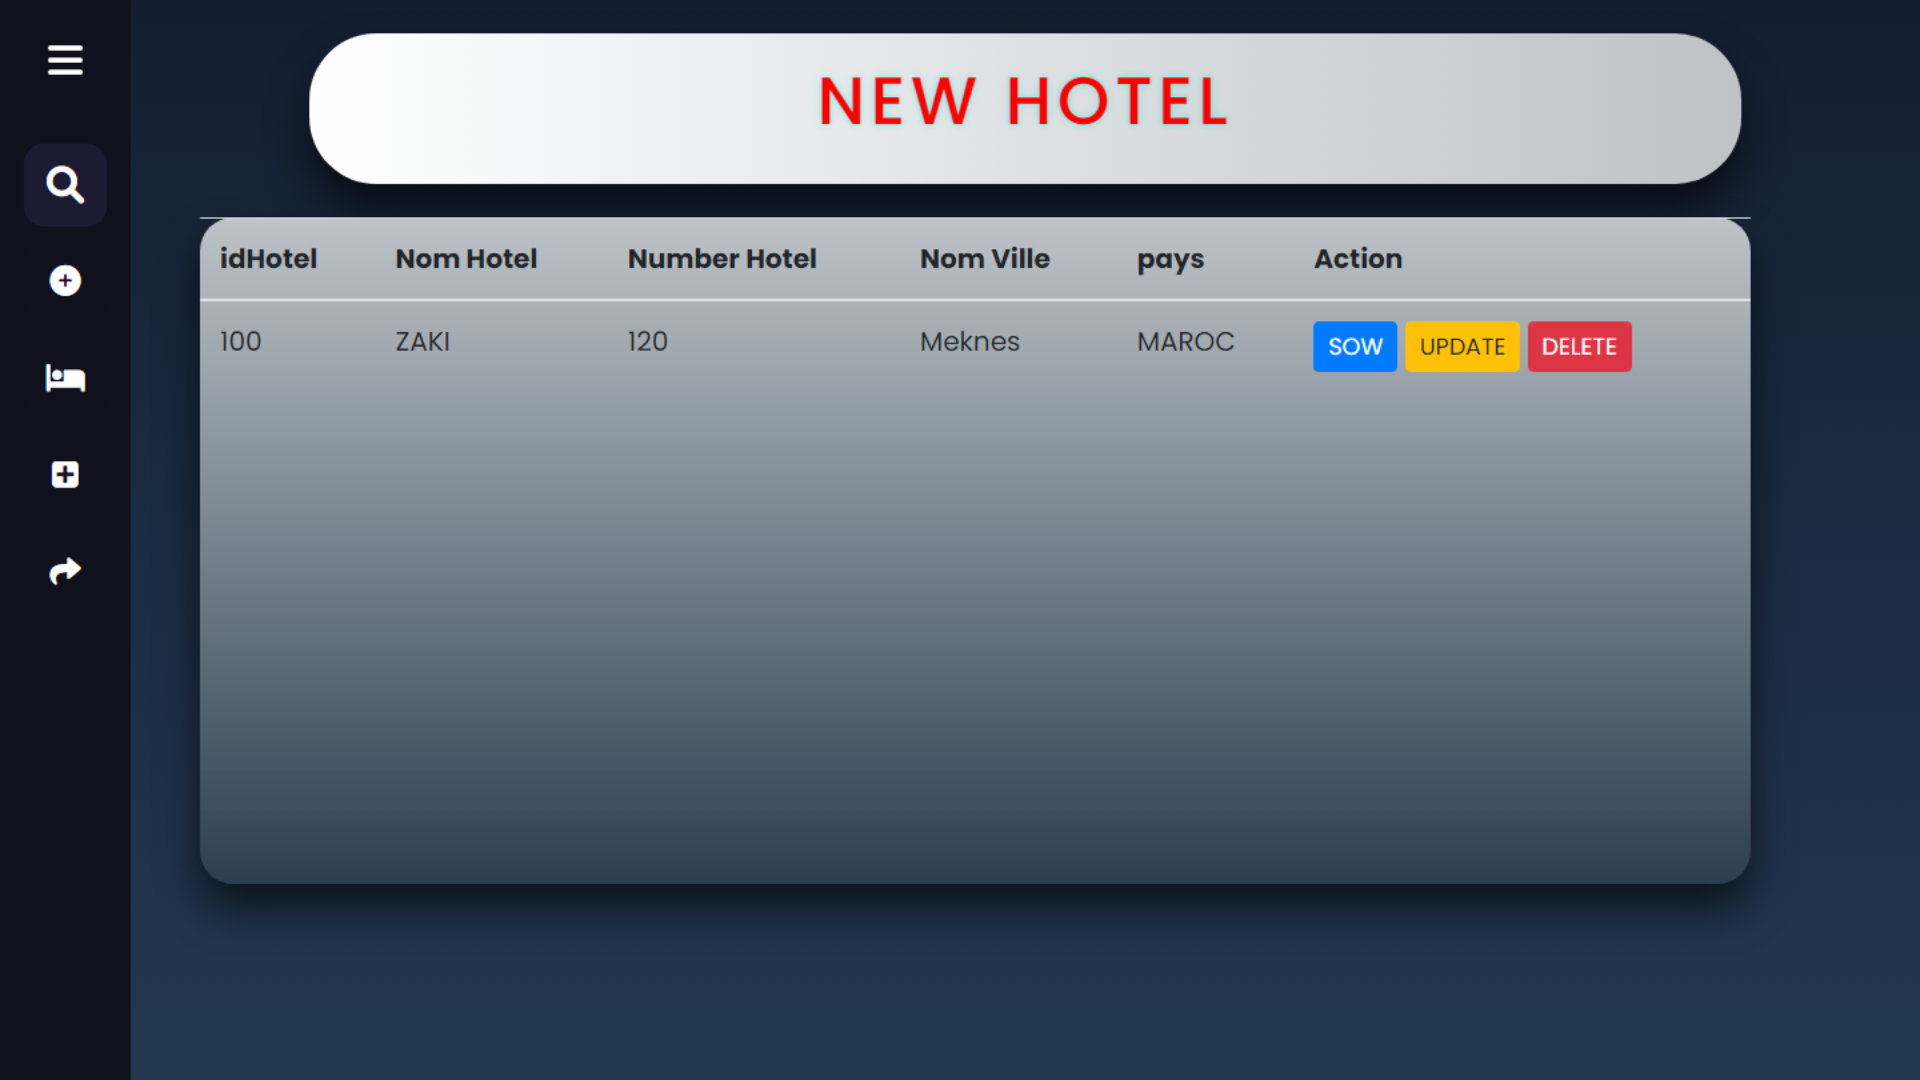 NEW HOTEL
idHotel Nom Hotel Number Hotel Nom Ville pays Action
100 ZAKI 120 Meknes MAROC SOW UPDATE DELETE